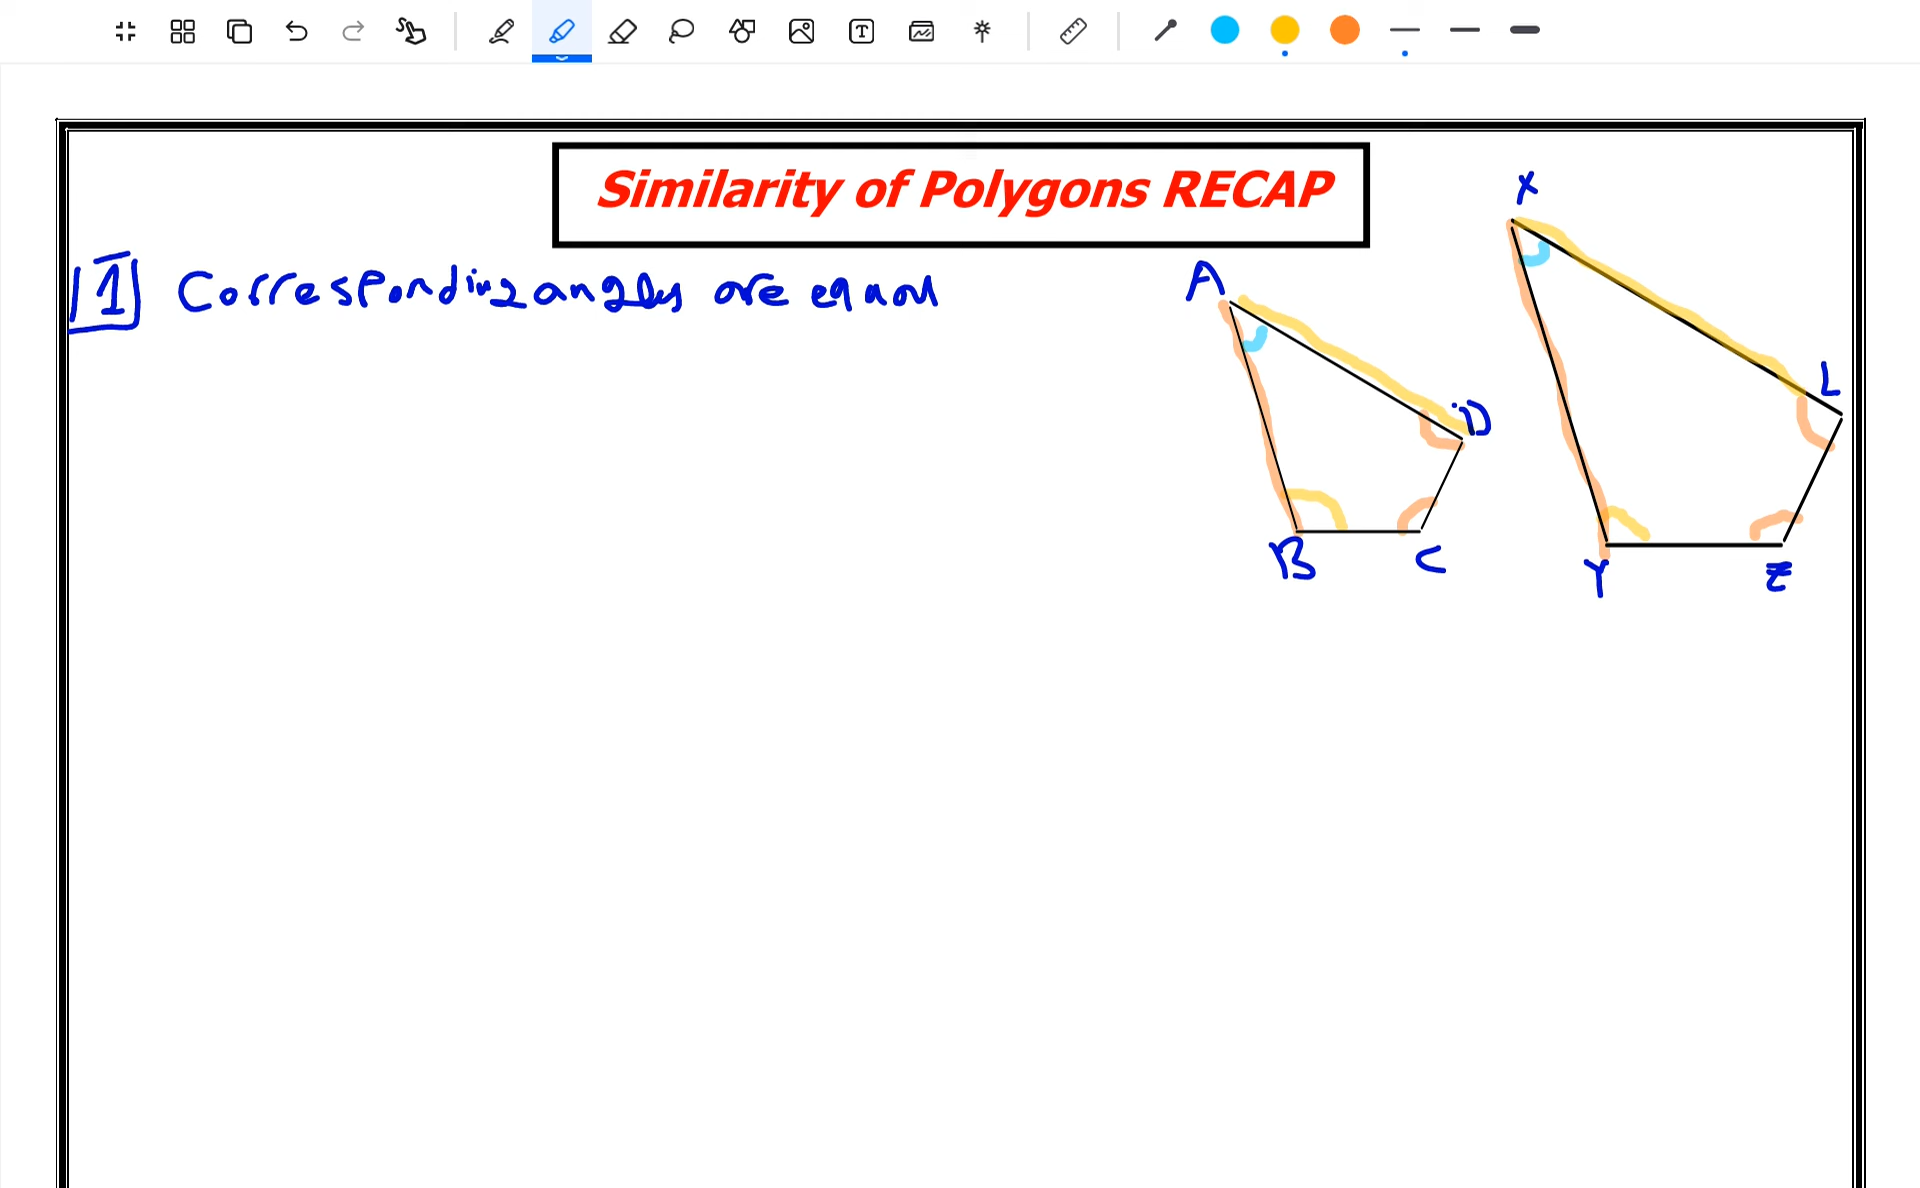 Similarity of Polygons RECAP
1 Corresponding angles are equal
X
A
L
D
B
C
Y
Z